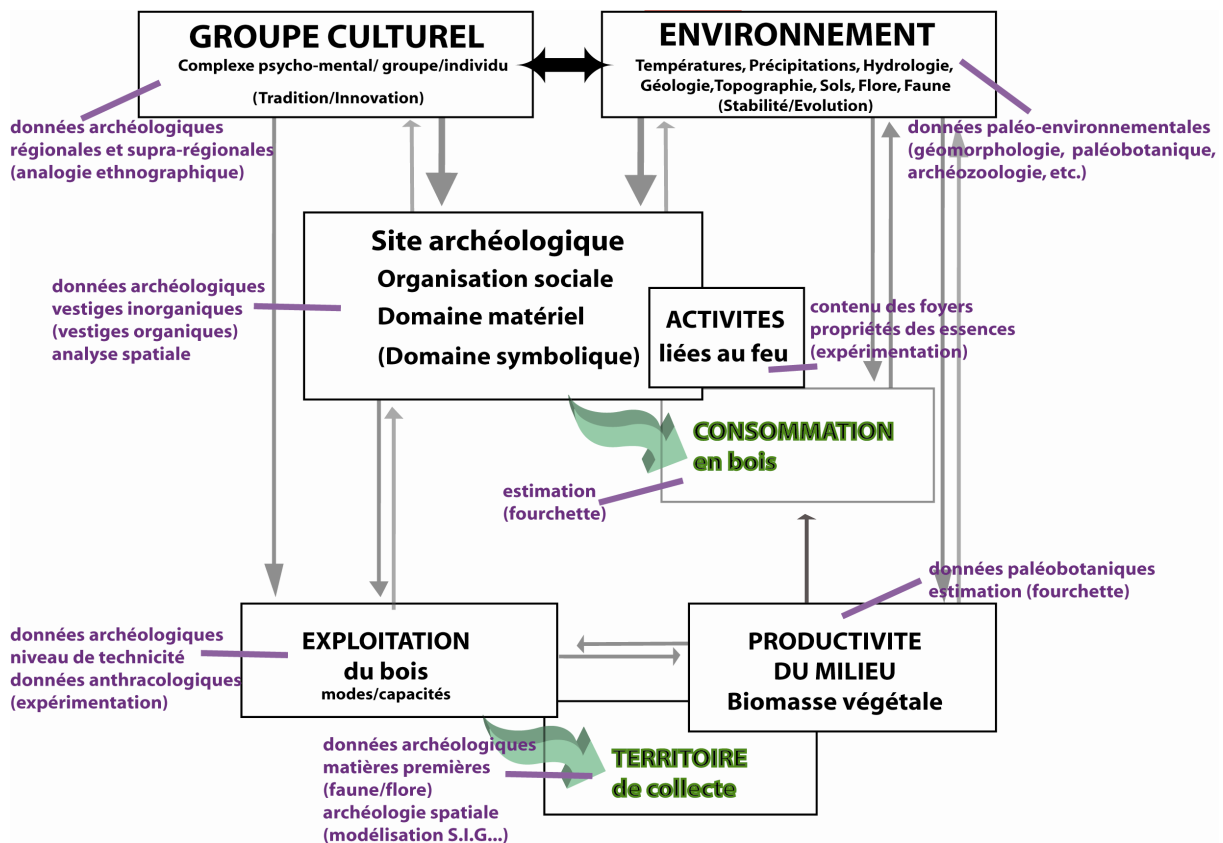 GROUPE CULTUREL
Complexe psycho-mental/ groupe/individu
(Tradition/Innovation)
ENVIRONNEMENT
Températures, Précipitations, Hydrologie,
Géologie,Topographie, Sols, Flore, Faune
(Stabilité/Evolution)
données archéologiques
régionales et supra-régionales
(analogie ethnographique)
données paléo-environnementales
(géomorphologie, paléobotanique,
archéozoologie, etc.)
Site archéologique
Organisation sociale
Domaine matériel
(Domaine symbolique)
données archéologiques
vestiges inorganiques
(vestiges organiques)
analyse spatiale
ACTIVITES
liées au feu
contenu des foyers
propriétés des essences
(expérimentation)
CONSOMMATION
en bois
estimation
(fourchette)
données paléobotaniques
estimation (fourchette)
données archéologiques
niveau de technicité
données anthracologiques
(expérimentation)
EXPLOITATION
du bois
modes/capacités
PRODUCTIVITE
DU MILIEU
Biomasse végétale
données archéologiques
matières premières
(faune/flore)
archéologie spatiale
(modélisation S.I.G...)
TERRITOIRE
de collecte